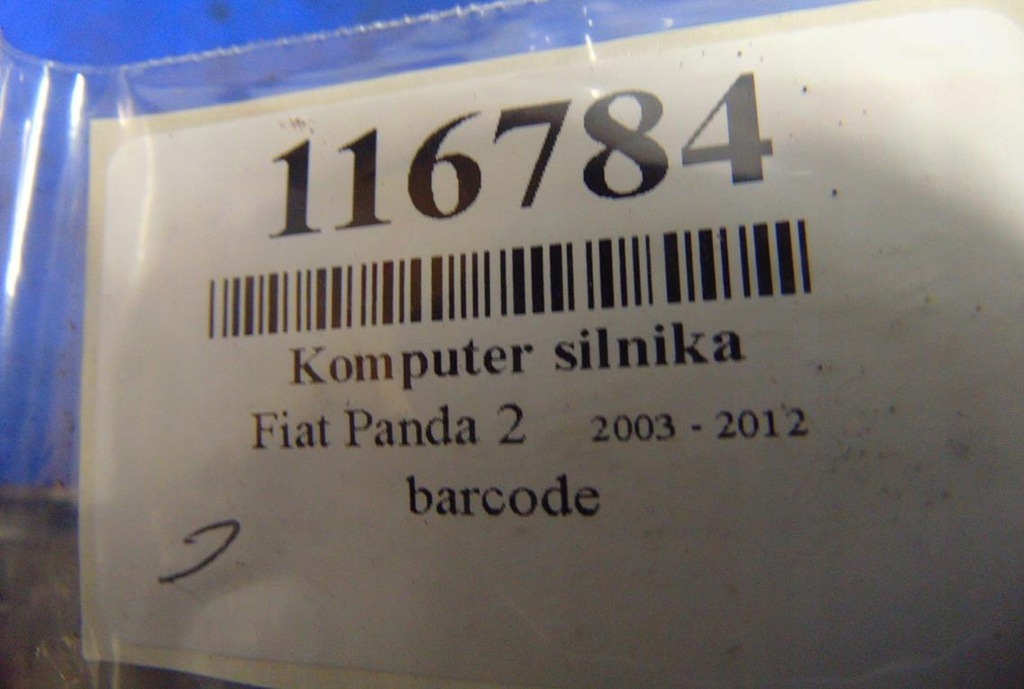 116784
Komputer silnika
Fiat Panda 2 2003 - 2012
barcode